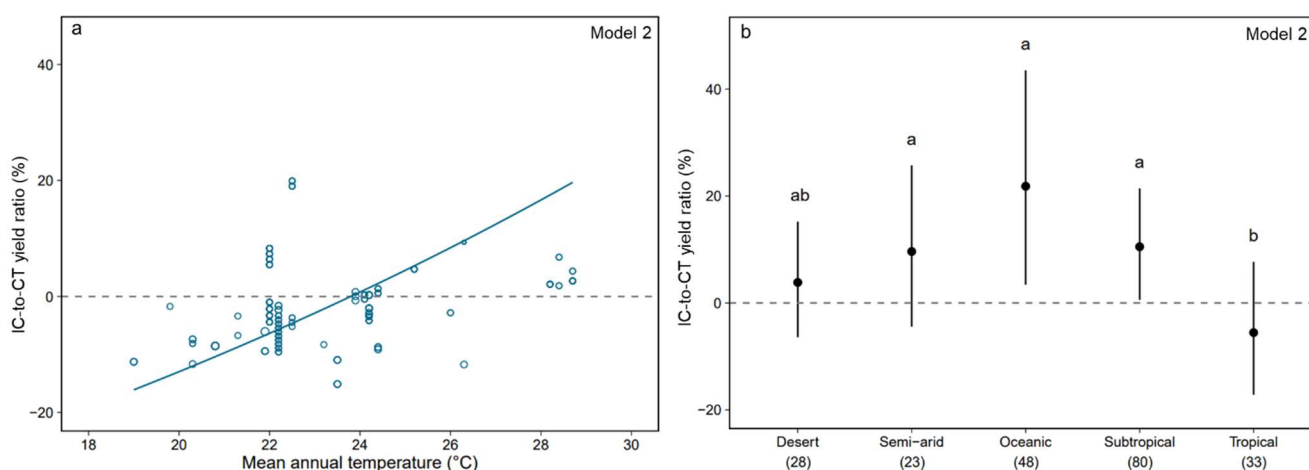 a
Model 2
IC-to-CT yield ratio (%)
40
20
0
−20
18 20 22 24 26 28 30
Mean annual temperature (°C)
b
Model 2
IC-to-CT yield ratio (%)
40
20
0
−20
ab
a
a
a
b
Desert Semi−arid Oceanic Subtropical Tropical
(28) (23) (48) (80) (33)